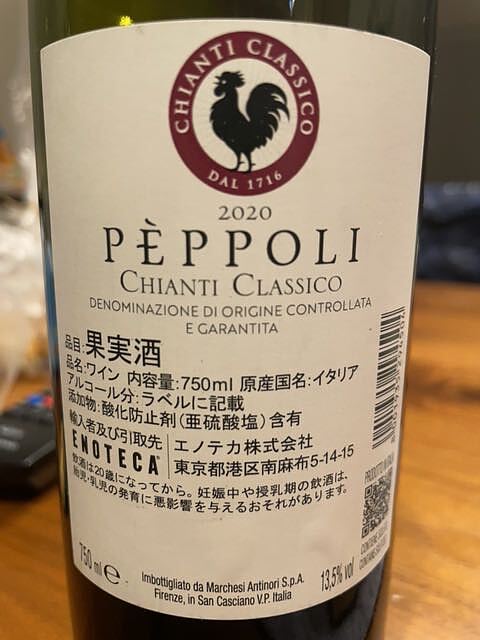 CHIANTI CLASSICO
DAL 1716
2020
PÈPPOLI
CHIANTI CLASSICO
DENOMINAZIONE DI ORIGINE CONTROLLATA
E GARANTITA
品目:果実酒
品名:ワイン 内容量:750ml 原産国名:イタリア
アルコール分:ラベルに記載
添加物:酸化防止剤(亜硫酸塩)含有
輸入者及び引取先
ENOTECA
エノテカ株式会社
東京都港区南麻布5-14-15
飲酒は20歳になってから。妊娠中や授乳期の飲酒は、
胎児・乳児の発育に悪影響を与えるおそれがあります。
750 ml e
Imbottigliato da Marchesi Antinori S.p.A.
Firenze, in San Casciano V.P. Italia
13,5% vol
PRODOTTO IN